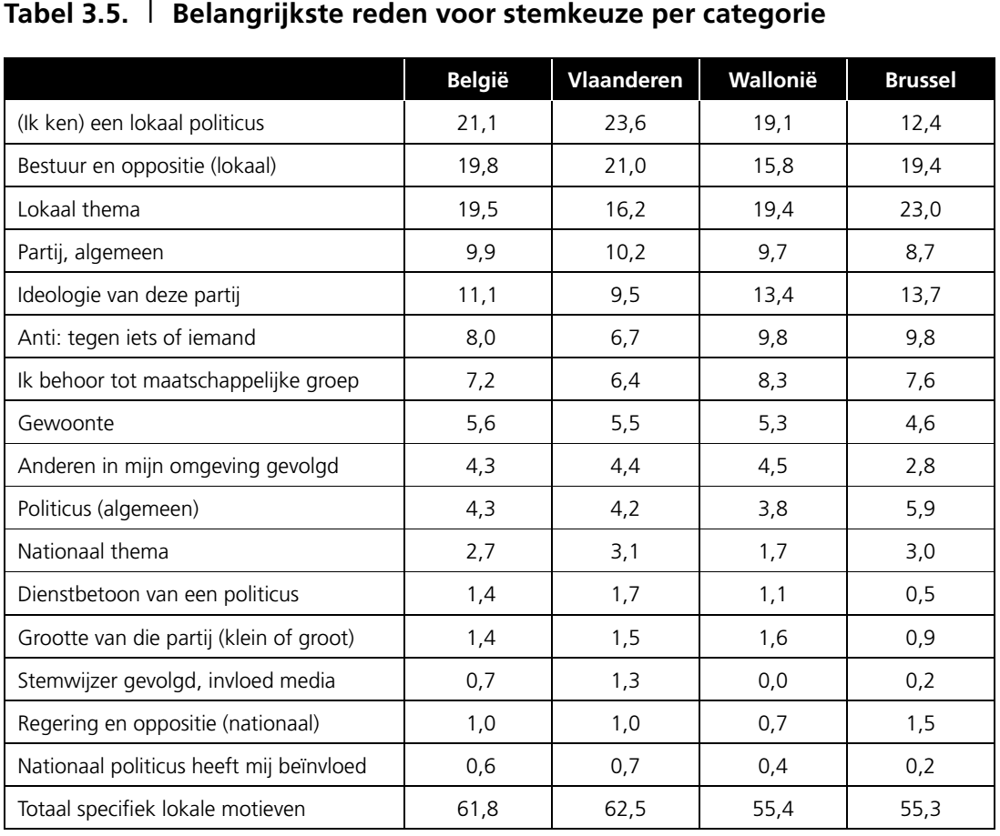 Tabel 3.5. | Belangrijkste reden voor stemkeuze per categorie
België Vlaanderen Wallonië Brussel
(Ik ken) een lokaal politicus 21,1 23,6 19,1 12,4
Bestuur en oppositie (lokaal) 19,8 21,0 15,8 19,4
Lokaal thema 19,5 16,2 19,4 23,0
Partij, algemeen 9,9 10,2 9,7 8,7
Ideologie van deze partij 11,1 9,5 13,4 13,7
Anti: tegen iets of iemand 8,0 6,7 9,8 9,8
Ik behoor tot maatschappelijke groep 7,2 6,4 8,3 7,6
Gewoonte 5,6 5,5 5,3 4,6
Anderen in mijn omgeving gevolgd 4,3 4,4 4,5 2,8
Politicus (algemeen) 4,3 4,2 3,8 5,9
Nationaal thema 2,7 3,1 1,7 3,0
Dienstbetoon van een politicus 1,4 1,7 1,1 0,5
Grootte van die partij (klein of groot) 1,4 1,5 1,6 0,9
Stemwijzer gevolgd, invloed media 0,7 1,3 0,0 0,2
Regering en oppositie (nationaal) 1,0 1,0 0,7 1,5
Nationaal politicus heeft mij beïnvloed 0,6 0,7 0,4 0,2
Totaal specifiek lokale motieven 61,8 62,5 55,4 55,3